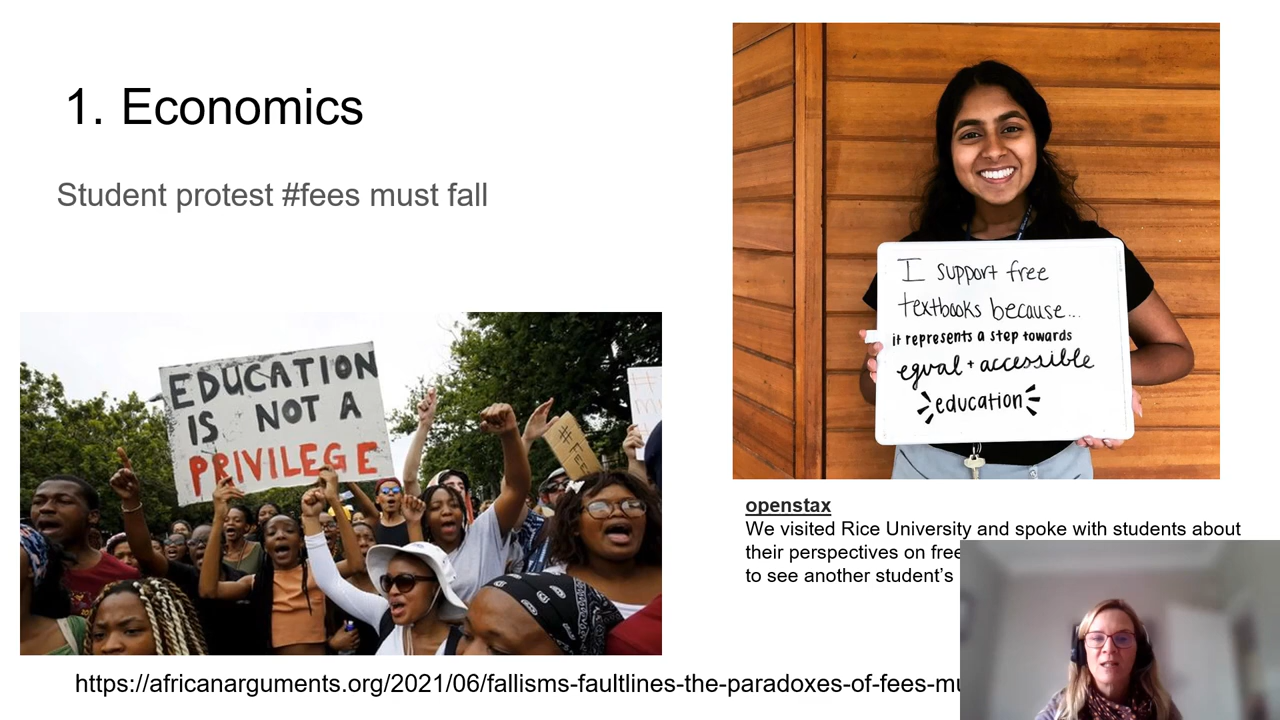 1. Economics
Student protest #fees must fall
EDUCATION
IS NOT A
PRIVILEGE
#FEE
I support free
textbooks because...
it represents a step towards
equal + accessible
education
openstax
We visited Rice University and spoke with students about
their perspectives on free
to see another student’s
https://africanarguments.org/2021/06/fallisms-faultlines-the-paradoxes-of-fees-mu